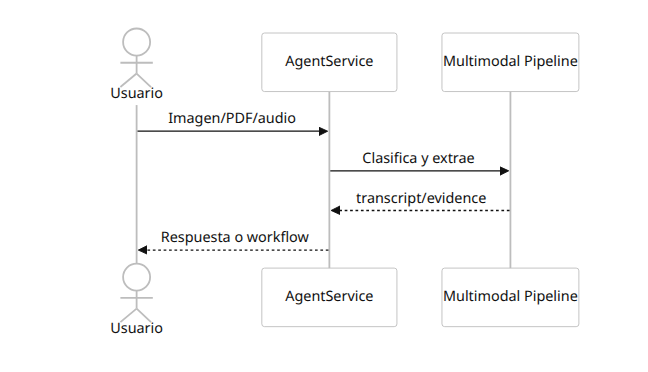 AgentService
Multimodal Pipeline
Usuario
Imagen/PDF/audio
Clasifica y extrae
transcript/evidence
Respuesta o workflow
AgentService
Multimodal Pipeline
Usuario